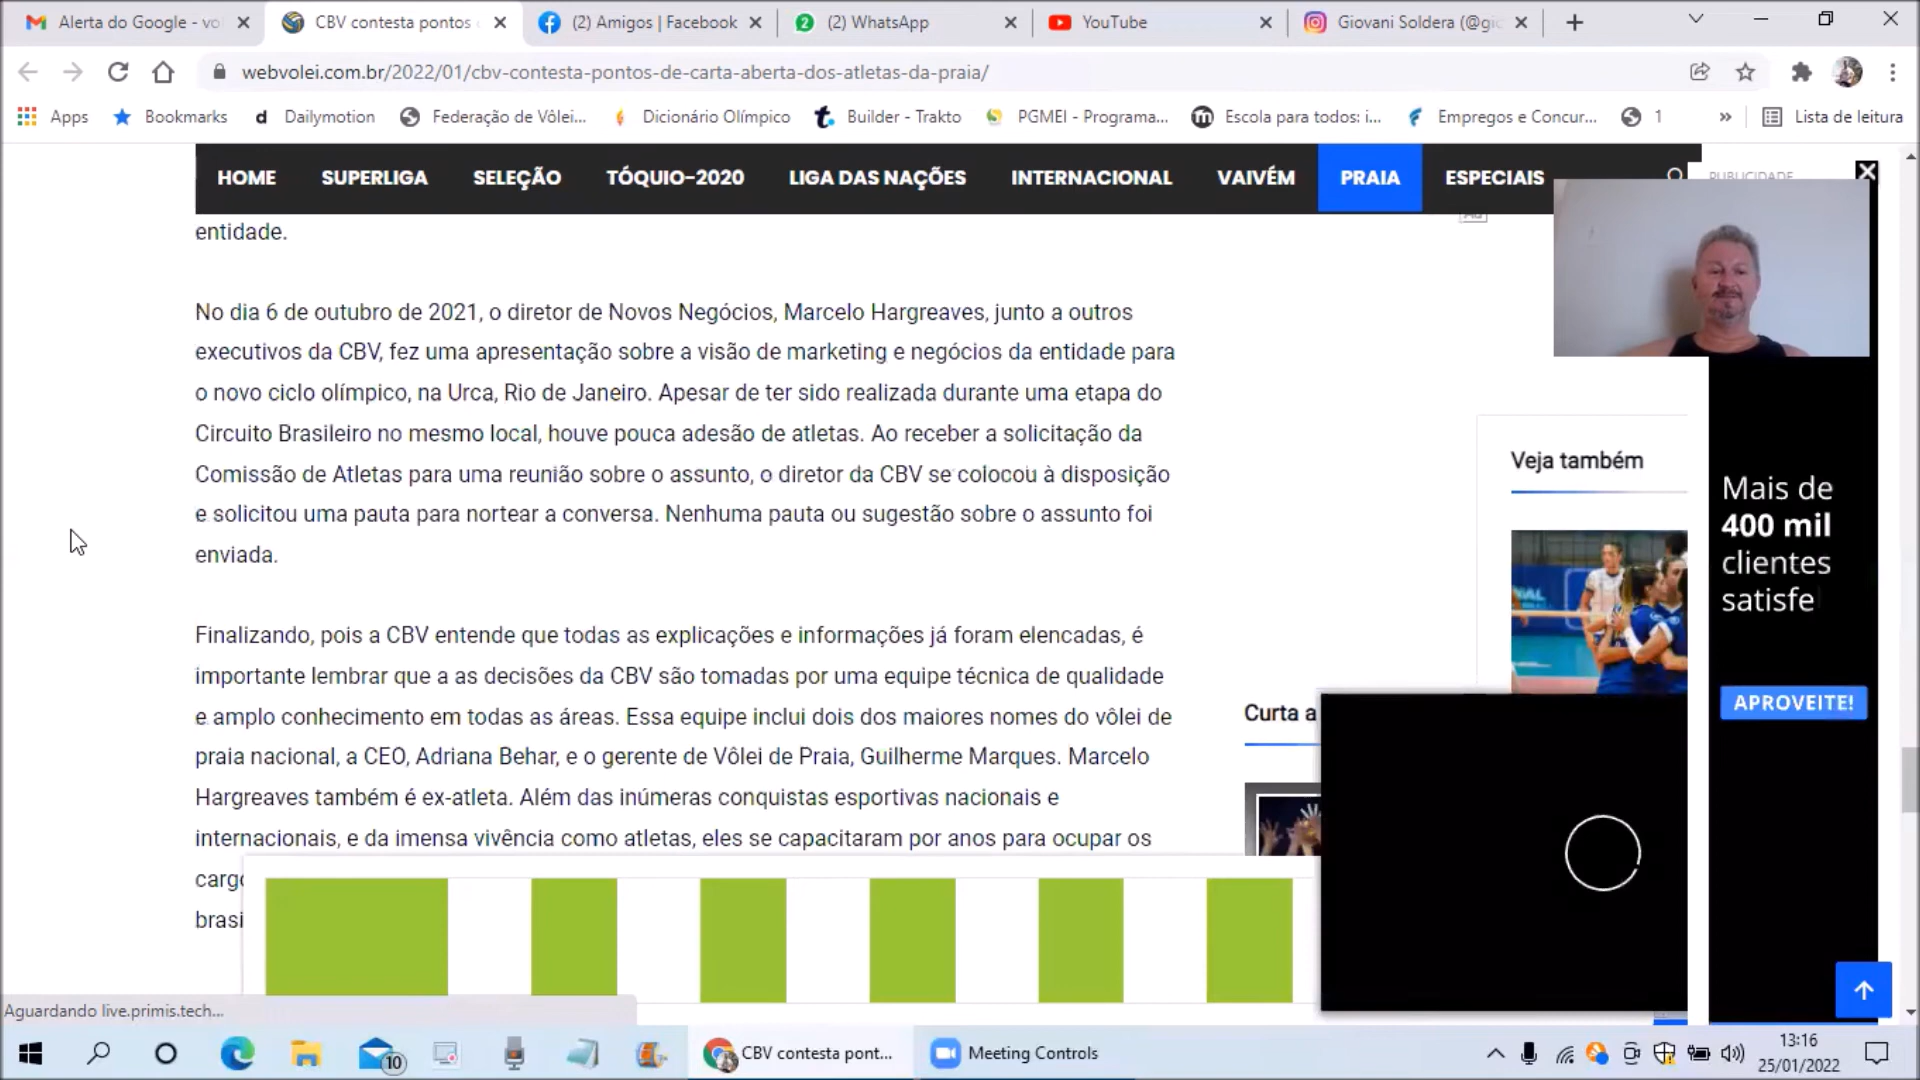 Alerta do Google - vo
CBV contesta pontos
(2) Amigos | Facebook
(2) WhatsApp
YouTube
Giovani Soldera (@gio
webvolei.com.br/2022/01/cbv-contesta-pontos-de-carta-aberta-dos-atletas-da-praia/
Apps
Bookmarks
Dailymotion
Federação de Vôlei...
Dicionário Olímpico
Builder - Trakto
PGMEI - Programa...
Escola para todos: i...
Empregos e Concur...
1
»
Lista de leitura
HOME
SUPERLIGA
SELEÇÃO
TÓQUIO-2020
LIGA DAS NAÇÕES
INTERNACIONAL
VAIVÉM
PRAIA
ESPECIAIS
PUBLICIDADE
entidade.
No dia 6 de outubro de 2021, o diretor de Novos Negócios, Marcelo Hargreaves, junto a outros
executivos da CBV, fez uma apresentação sobre a visão de marketing e negócios da entidade para
o novo ciclo olímpico, na Urca, Rio de Janeiro. Apesar de ter sido realizada durante uma etapa do
Circuito Brasileiro no mesmo local, houve pouca adesão de atletas. Ao receber a solicitação da
Comissão de Atletas para uma reunião sobre o assunto, o diretor da CBV se colocou à disposição
e solicitou uma pauta para nortear a conversa. Nenhuma pauta ou sugestão sobre o assunto foi
enviada.
Finalizando, pois a CBV entende que todas as explicações e informações já foram elencadas, é
importante lembrar que a as decisões da CBV são tomadas por uma equipe técnica de qualidade
e amplo conhecimento em todas as áreas. Essa equipe inclui dois dos maiores nomes do vôlei de
praia nacional, a CEO, Adriana Behar, e o gerente de Vôlei de Praia, Guilherme Marques. Marcelo
Hargreaves também é ex-atleta. Além das inúmeras conquistas esportivas nacionais e
internacionais, e da imensa vivência como atletas, eles se capacitaram por anos para ocupar os
cargo
brasi
Veja também
Curta a
Mais de
400 mil
clientes
satisfe
APROVEITE!
Aguardando live.primis.tech...
10
CBV contesta pont...
Meeting Controls
13:16
25/01/2022